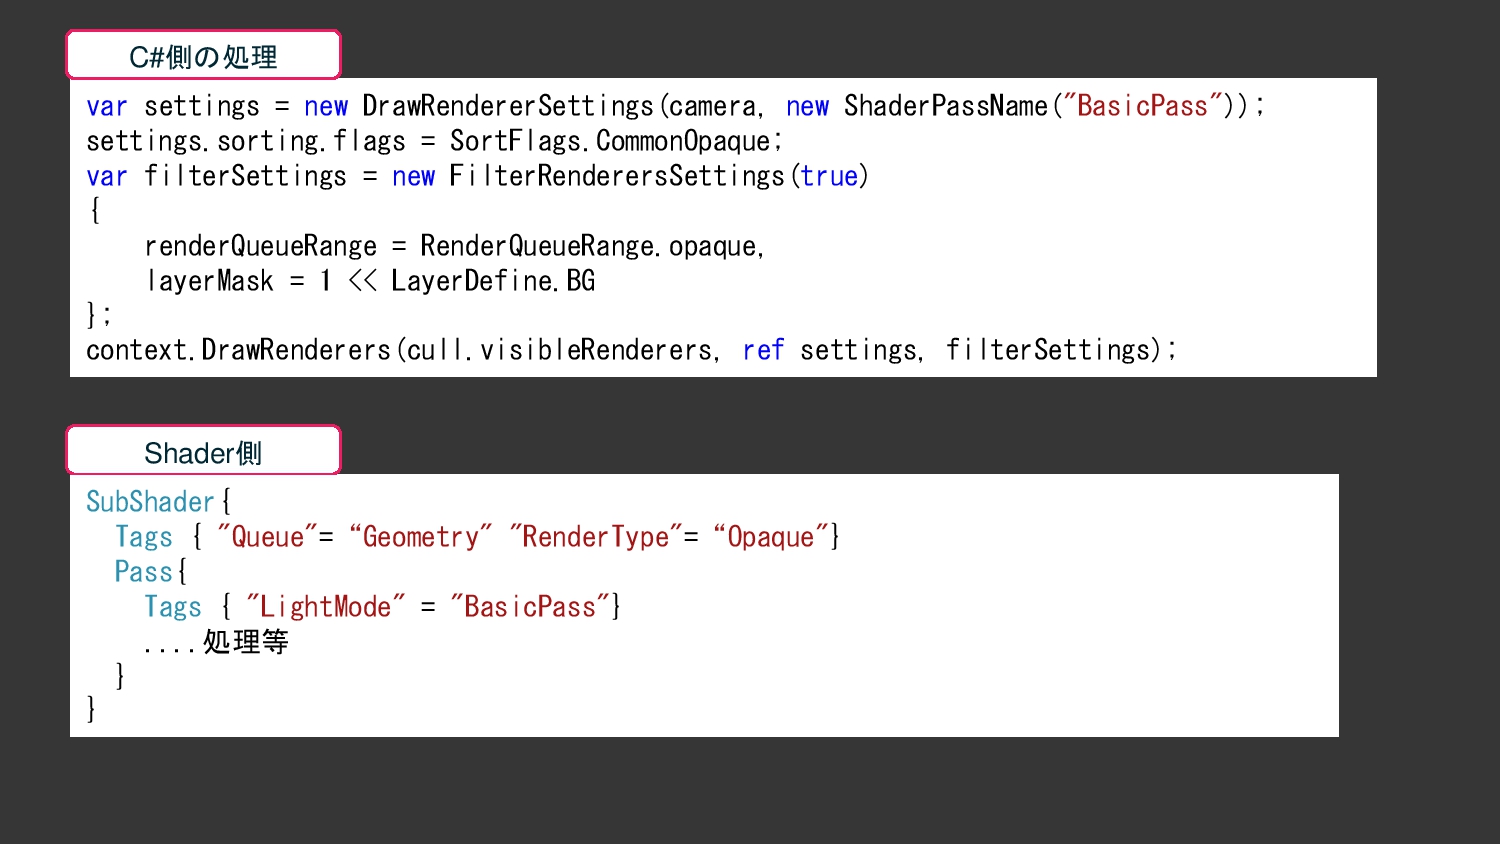 C#側の処理
var settings = new DrawRendererSettings(camera, new ShaderPassName("BasicPass"));
settings.sorting.flags = SortFlags.CommonOpaque;
var filterSettings = new FilterRenderersSettings(true)
{
    renderQueueRange = RenderQueueRange.opaque,
    layerMask = 1 << LayerDefine.BG
};
context.DrawRenderers(cull.visibleRenderers, ref settings, filterSettings);
Shader側
SubShader{
  Tags { "Queue"= “Geometry" "RenderType"= “Opaque"}
  Pass{
    Tags { "LightMode" = "BasicPass"}
    ....処理等
  }
}